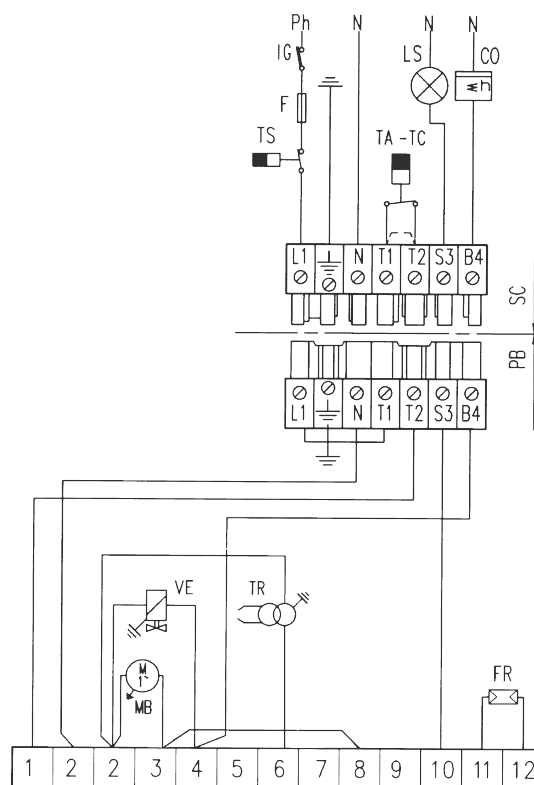 Ph N N N
IG LS CO
Wh
F
TS TA - TC
L1 N T1 T2 S3 B4
SC
PB
L1 N T1 T2 S3 B4
VE TR
M
1~
MB FR
1 2 2 3 4 5 6 7 8 9 10 11 12